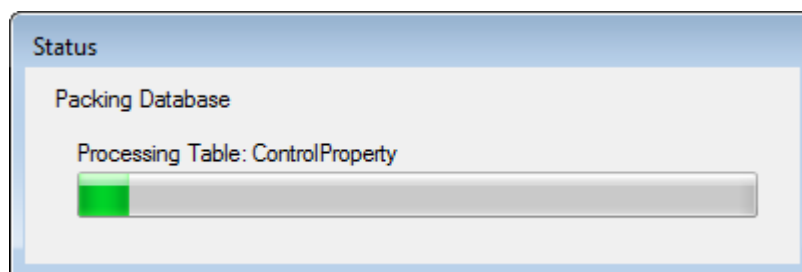 Status
Packing Database
Processing Table: ControlProperty